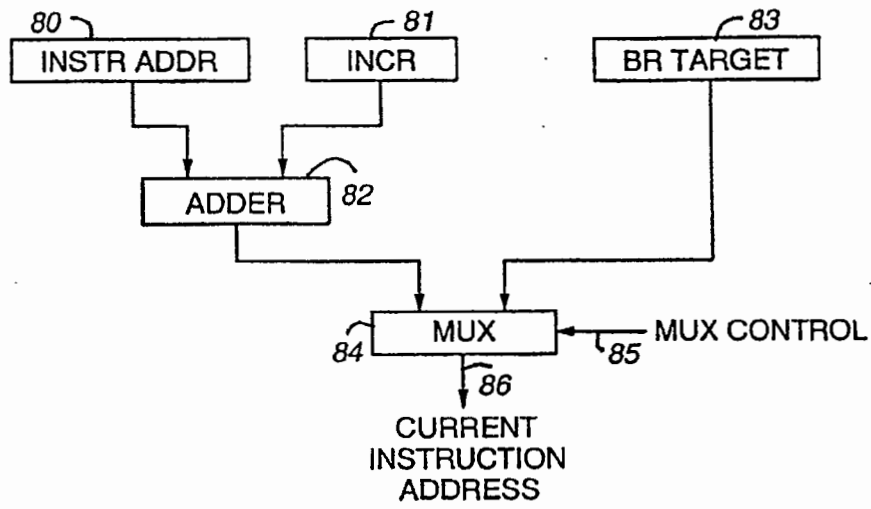 80
81
83
INSTR ADDR
INCR
BR TARGET
82
ADDER
MUX
MUX CONTROL
84
85
86
CURRENT
INSTRUCTION
ADDRESS